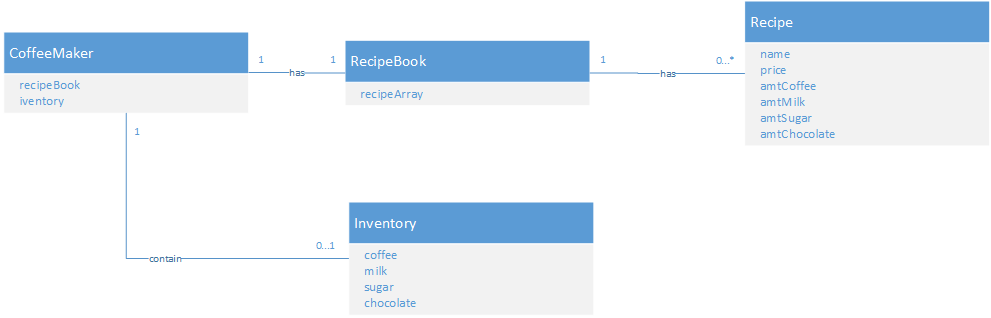 CoffeeMaker
recipeBook
iventory
1
has
1
RecipeBook
recipeArray
1
has
0...*
Recipe
name
price
amtCoffee
amtMilk
amtSugar
amtChocolate
1
contain
0...1
Inventory
coffee
milk
sugar
chocolate